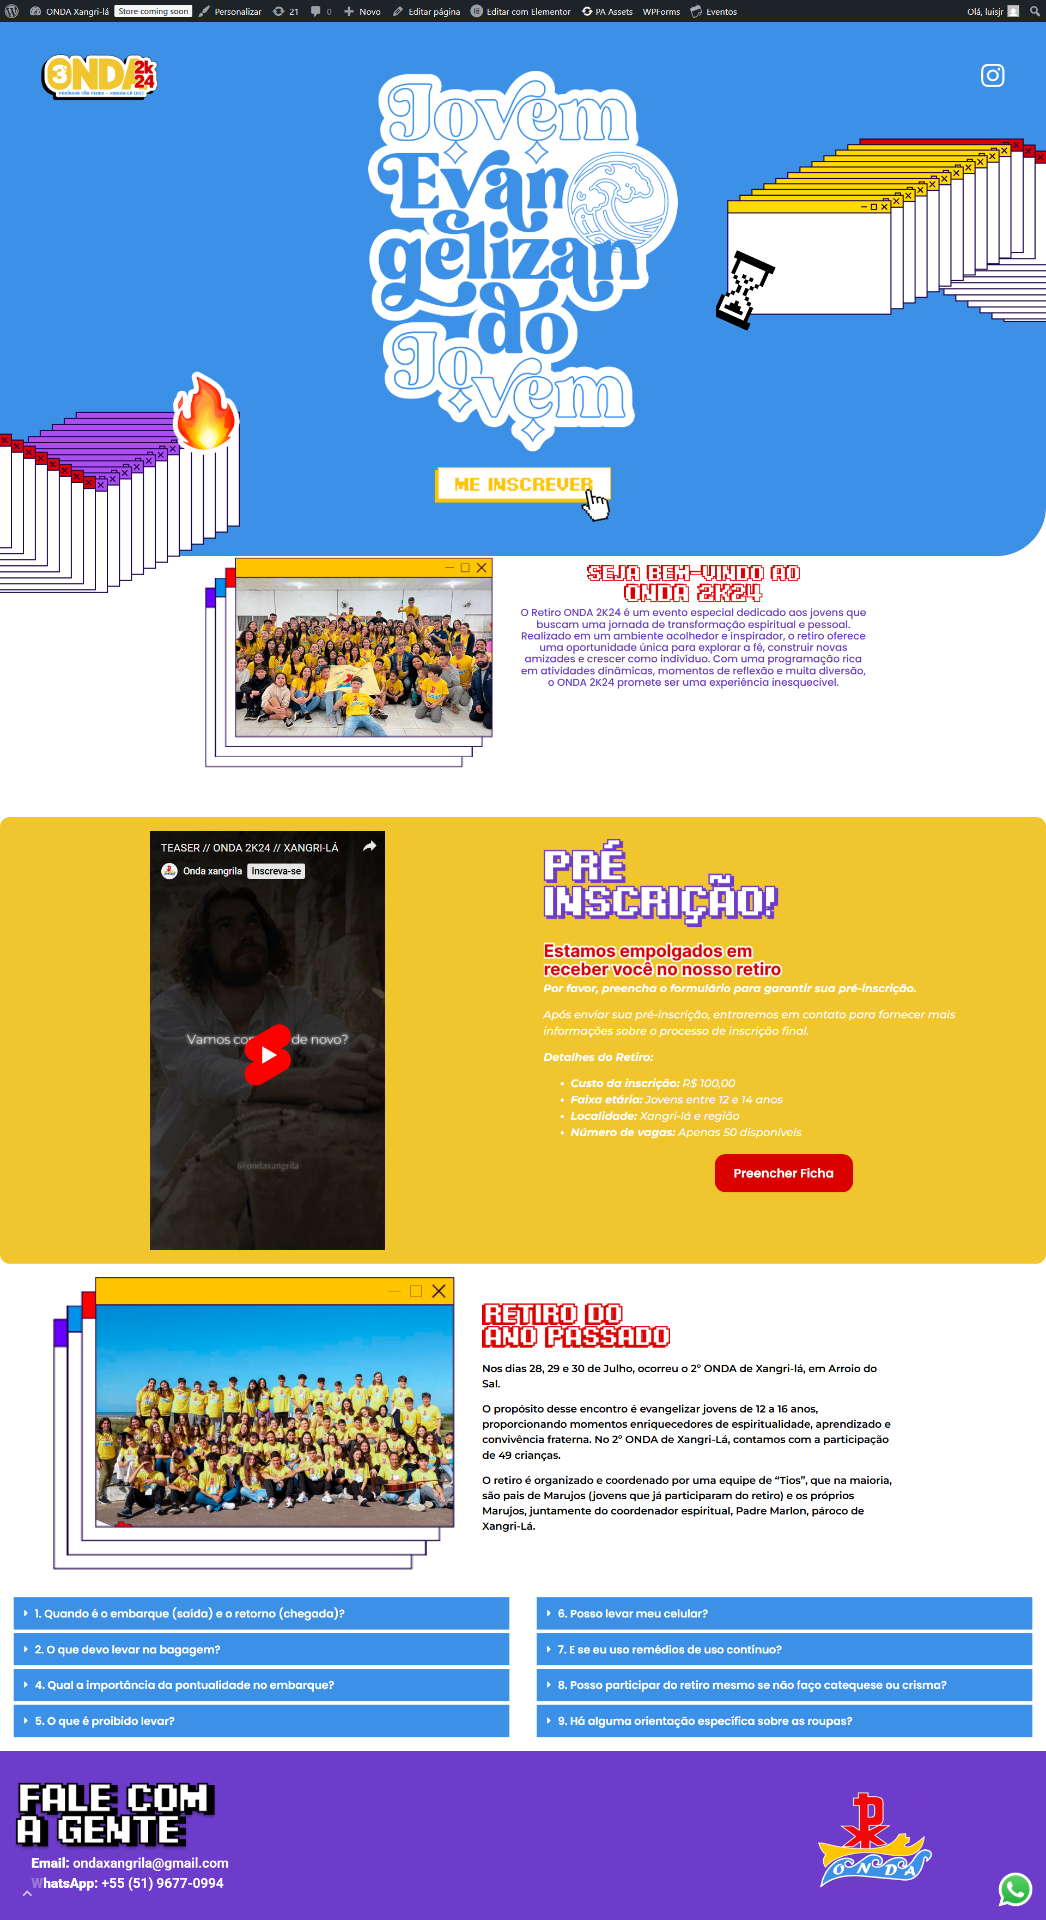 ONDA Xangri-lá Store coming soon Personalizar 21 0 Novo Editar página Editar com Elementor PA Assets WPForms Eventos Olá, luisjr
3º ONDA 2k24
Jovem
Evan
gelizan
do
Jovem
ME INSCREVER
SEJA BEM-VINDO AO
ONDA 2K24
O Retiro ONDA 2K24 é um evento especial dedicado aos jovens que
buscam uma jornada de transformação espiritual e pessoal.
Realizado em um ambiente acolhedor e inspirador, o retiro oferece
uma oportunidade única para explorar a fé, construir novas
amizades e crescer como indivíduo. Com uma programação rica
em atividades dinâmicas, momentos de reflexão e muita diversão,
o ONDA 2K24 promete ser uma experiência inesquecível.
TEASER // ONDA 2K24 // XANGRI-LÁ
Onda xangrila Inscreva-se
Vamos de novo?
@ondaxangrila
PRÉ
INSCRIÇÃO!
Estamos empolgados em
receber você no nosso retiro
Por favor, preencha o formulário para garantir sua pré-inscrição.
Após enviar sua pré-inscrição, entraremos em contato para fornecer mais
informações sobre o processo de inscrição final.
Detalhes do Retiro:
• Custo da inscrição: R$ 100,00
• Faixa etária: Jovens entre 12 e 14 anos
• Localidade: Xangri-lá e região
• Número de vagas: Apenas 50 disponíveis
Preencher Ficha
RETIRO DO
ANO PASSADO
Nos dias 28, 29 e 30 de Julho, ocorreu o 2º ONDA de Xangri-lá, em Arroio do
Sal.
O propósito desse encontro é evangelizar jovens de 12 a 16 anos,
proporcionando momentos enriquecedores de espiritualidade, aprendizado e
convivência fraterna. No 2º ONDA de Xangri-Lá, contamos com a participação
de 49 crianças.
O retiro é organizado e coordenado por uma equipe de “Tios”, que na maioria,
são pais de Marujos (jovens que já participaram do retiro) e os próprios
Marujos, juntamente do coordenador espiritual, Padre Marlon, pároco de
Xangri-Lá.
1. Quando é o embarque (saída) e o retorno (chegada)?
2. O que devo levar na bagagem?
4. Qual a importância da pontualidade no embarque?
5. O que é proibido levar?
6. Posso levar meu celular?
7. E se eu uso remédios de uso contínuo?
8. Posso participar do retiro mesmo se não faço catequese ou crisma?
9. Há alguma orientação específica sobre as roupas?
FALE COM
A GENTE
Email: ondaxangrila@gmail.com
WhatsApp: +55 (51) 9677-0994
ONDA